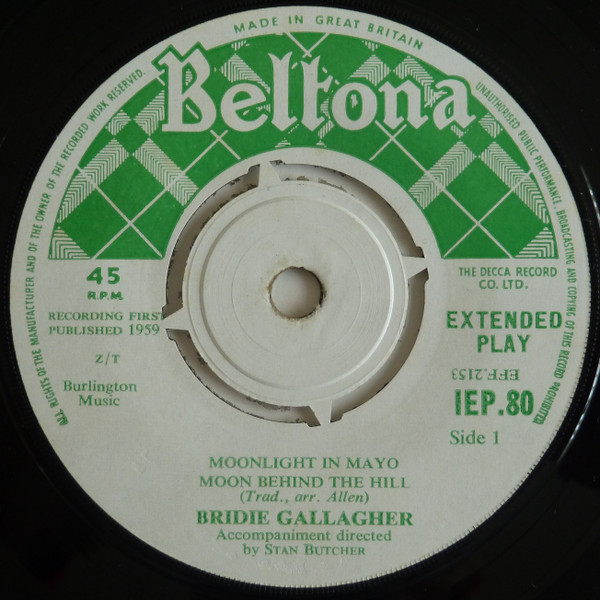 MADE IN GREAT BRITAIN
Beltona
ALL RIGHTS OF THE MANUFACTURER AND OF THE OWNER OF THE RECORDED WORK RESERVED.
UNAUTHORISED PUBLIC PERFORMANCE, BROADCASTING AND COPYING OF THIS RECORD PROHIBITED
45
R.P.M.
RECORDING FIRST
PUBLISHED 1959
Z/T
Burlington
Music
THE DECCA RECORD
CO. LTD.
EXTENDED
PLAY
EFF.2153
IEP.80
Side 1
MOONLIGHT IN MAYO
MOON BEHIND THE HILL
(Trad., arr. Allen)
BRIDIE GALLAGHER
Accompaniment directed
by STAN BUTCHER